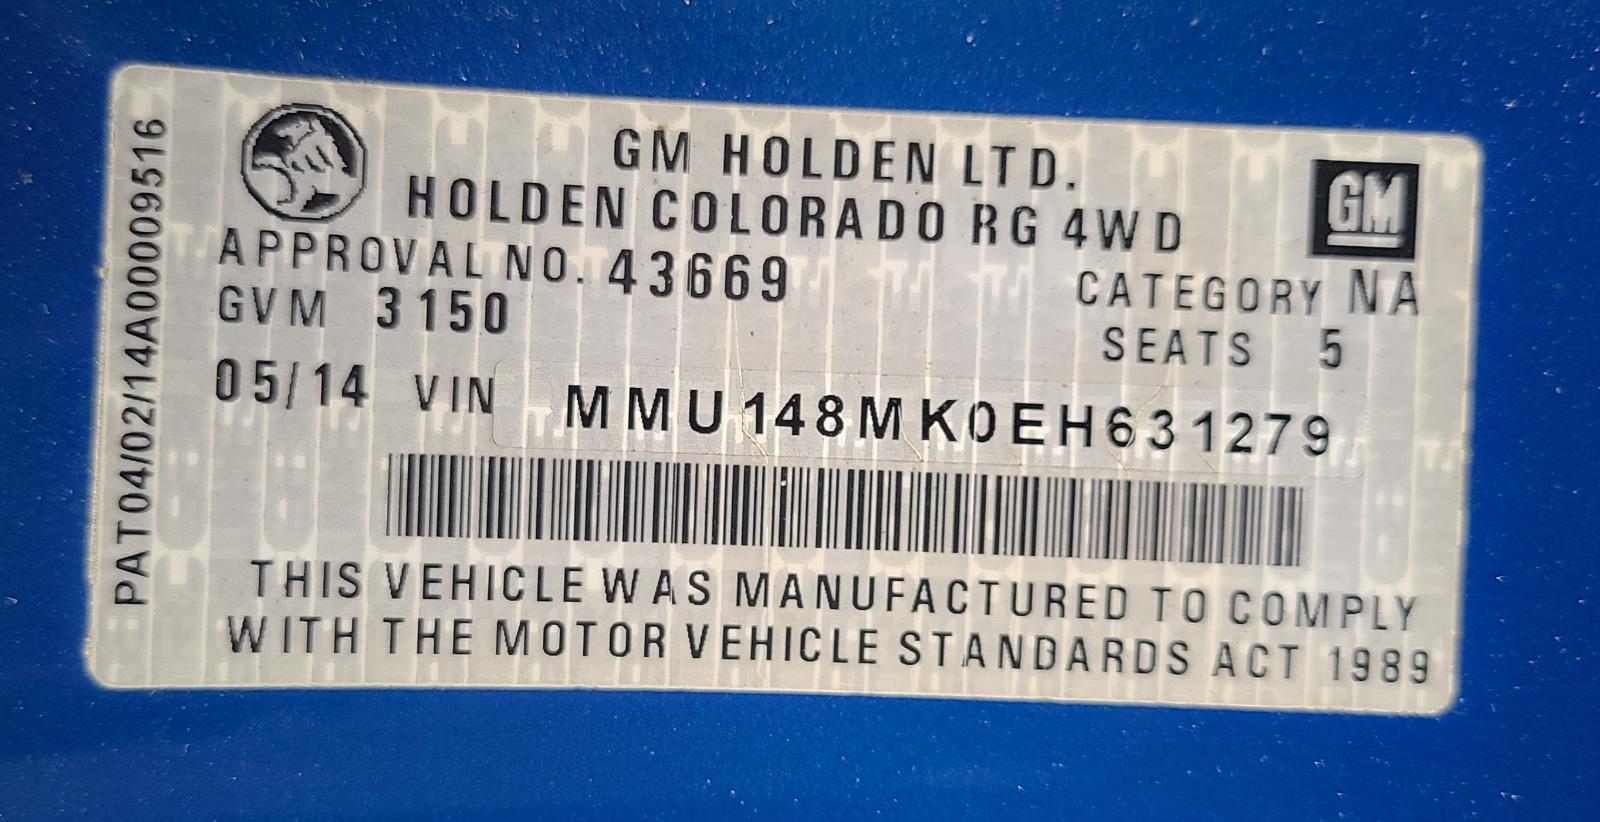 GM HOLDEN LTD.
HOLDEN COLORADO RG 4WD
GM
APPROVAL NO. 43669
CATEGORY NA
GVM 3150
SEATS 5
05/14 VIN MMU148MK0EH631279
THIS VEHICLE WAS MANUFACTURED TO COMPLY
WITH THE MOTOR VEHICLE STANDARDS ACT 1989
PAT04/02/14A00009516